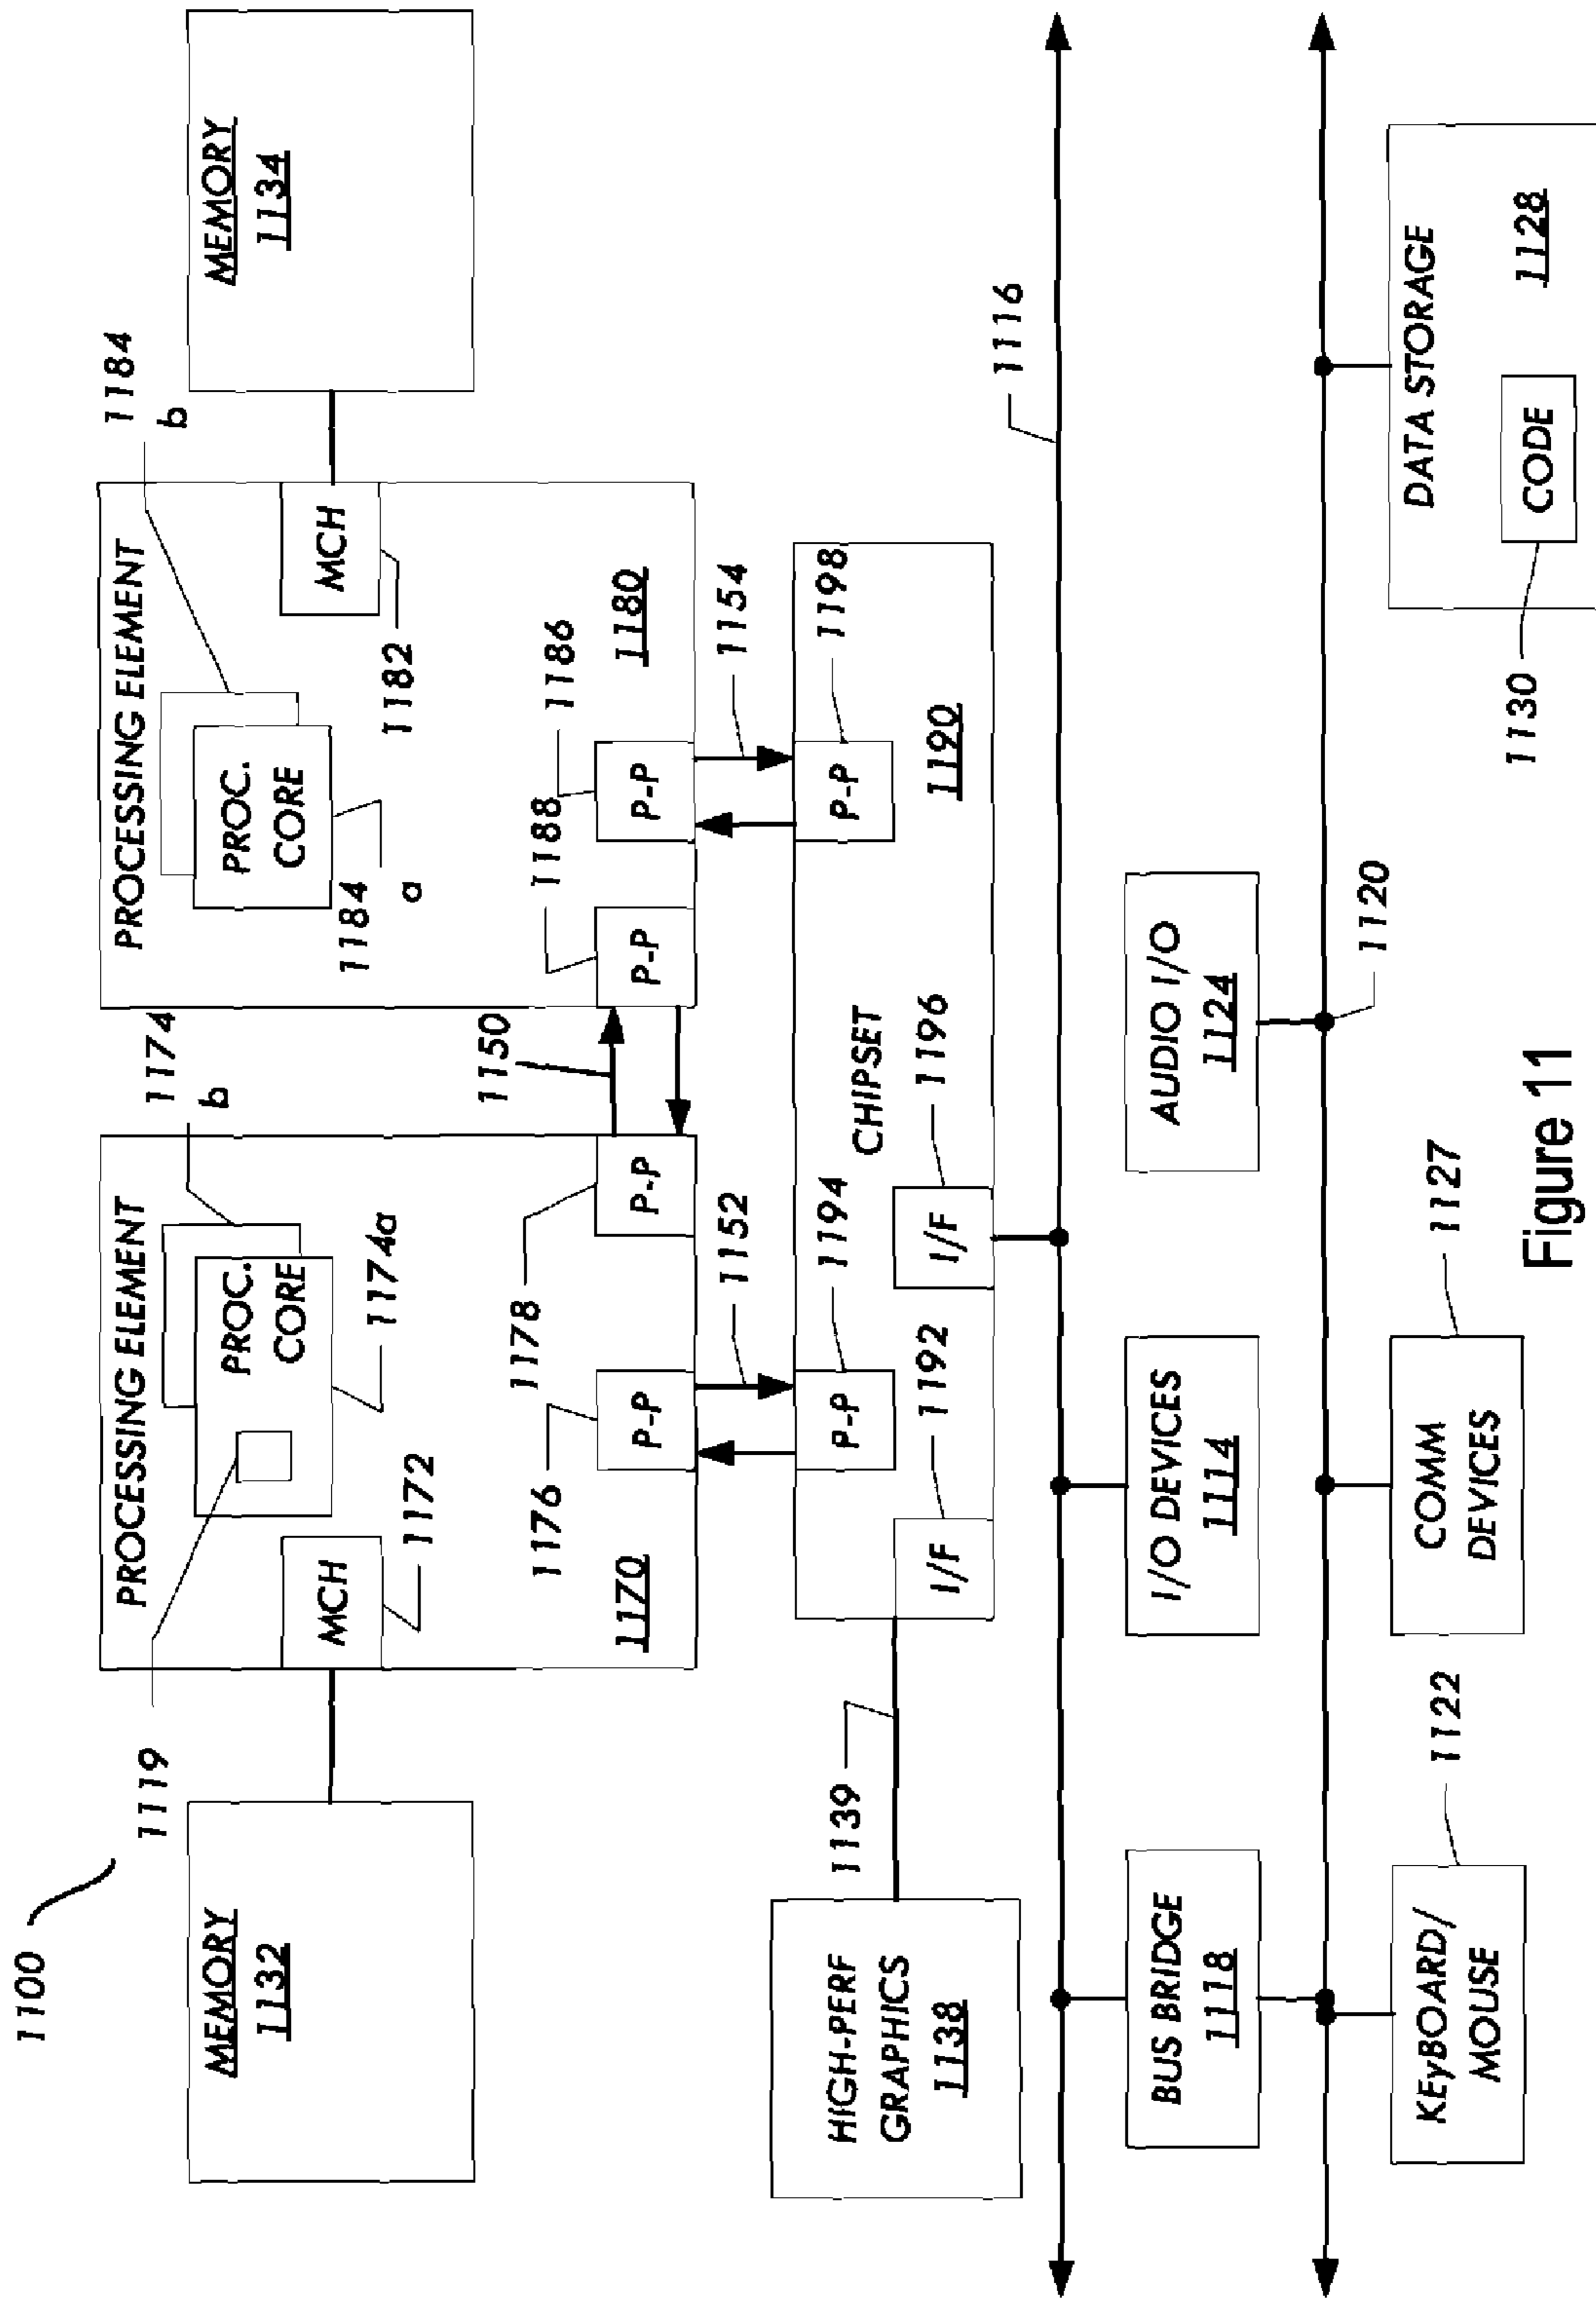 1100
1119
1174
b
1184
b
MEMORY
1132
PROCESSING ELEMENT
PROC.
CORE
1174a
MCH
1172
1170
1176
P-P
1178
P-P
1150
PROCESSING ELEMENT
PROC.
CORE
1184
a
MCH
1182
1180
1188
P-P
1186
P-P
MEMORY
1134
1152
1154
HIGH-PERF
GRAPHICS
1138
1139
P-P
1194
P-P
1198
CHIPSET
1190
I/F
1192
I/F
1196
1116
BUS BRIDGE
1118
I/O DEVICES
1114
AUDIO I/O
1124
1120
KEyBOARD/
MOUSE
1122
COMM
DEVICES
1127
DATA STORAGE
CODE
1128
1130
Figure 11